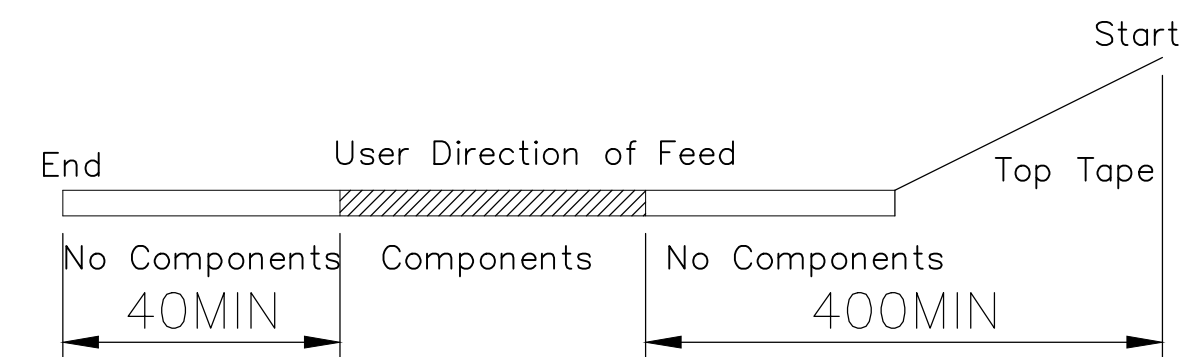 Start
User Direction of Feed
End
Top Tape
No Components
Components
No Components
40MIN
400MIN